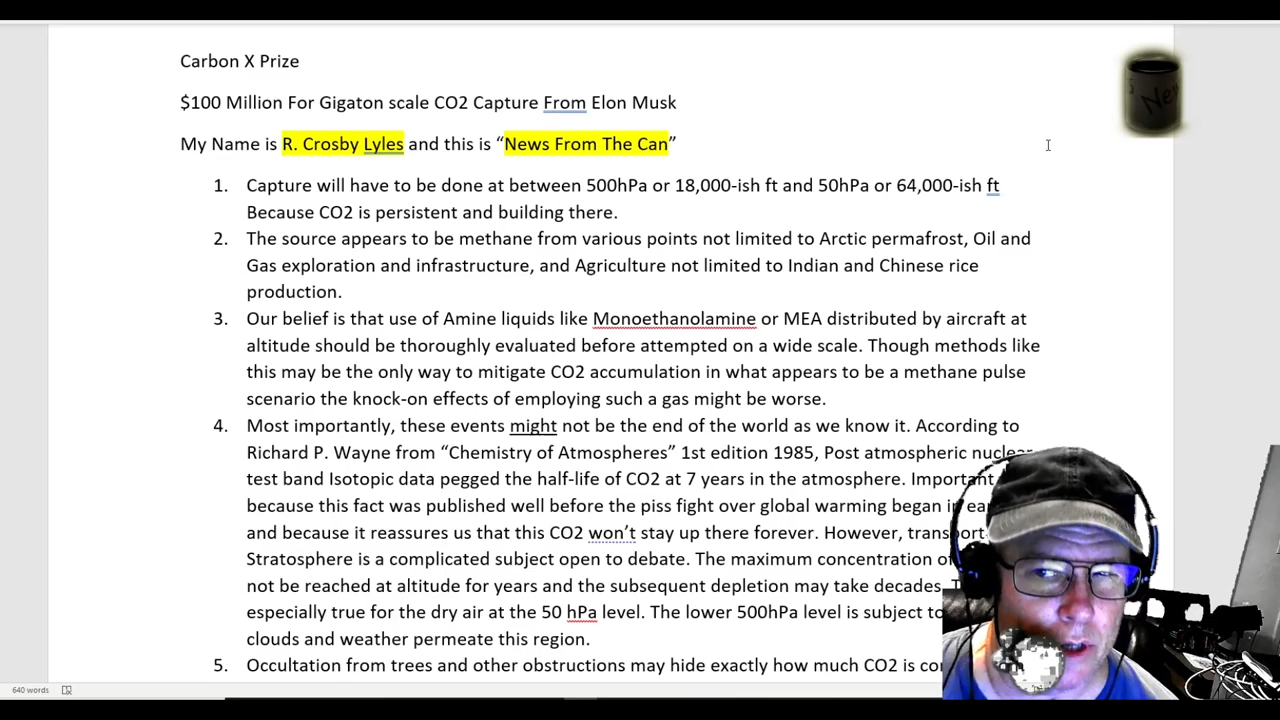 Carbon X Prize
$100 Million For Gigaton scale CO2 Capture From Elon Musk
My Name is R. Crosby Lyles and this is “News From The Can”
1. Capture will have to be done at between 500hPa or 18,000-ish ft and 50hPa or 64,000-ish ft
Because CO2 is persistent and building there.
2. The source appears to be methane from various points not limited to Arctic permafrost, Oil and
Gas exploration and infrastructure, and Agriculture not limited to Indian and Chinese rice
production.
3. Our belief is that use of Amine liquids like Monoethanolamine or MEA distributed by aircraft at
altitude should be thoroughly evaluated before attempted on a wide scale. Though methods like
this may be the only way to mitigate CO2 accumulation in what appears to be a methane pulse
scenario the knock-on effects of employing such a gas might be worse.
4. Most importantly, these events might not be the end of the world as we know it. According to
Richard P. Wayne from “Chemistry of Atmospheres” 1st edition 1985, Post atmospheric nuclear
test band Isotopic data pegged the half-life of CO2 at 7 years in the atmosphere. Important
because this fact was published well before the piss fight over global warming began in
and because it reassures us that this CO2 won’t stay up there forever. However, transport
Stratosphere is a complicated subject open to debate. The maximum concentration
not be reached at altitude for years and the subsequent depletion may take decades.
especially true for the dry air at the 50 hPa level. The lower 500hPa level is subject to
clouds and weather permeate this region.
5. Occultation from trees and other obstructions may hide exactly how much CO2 is
640 words
New